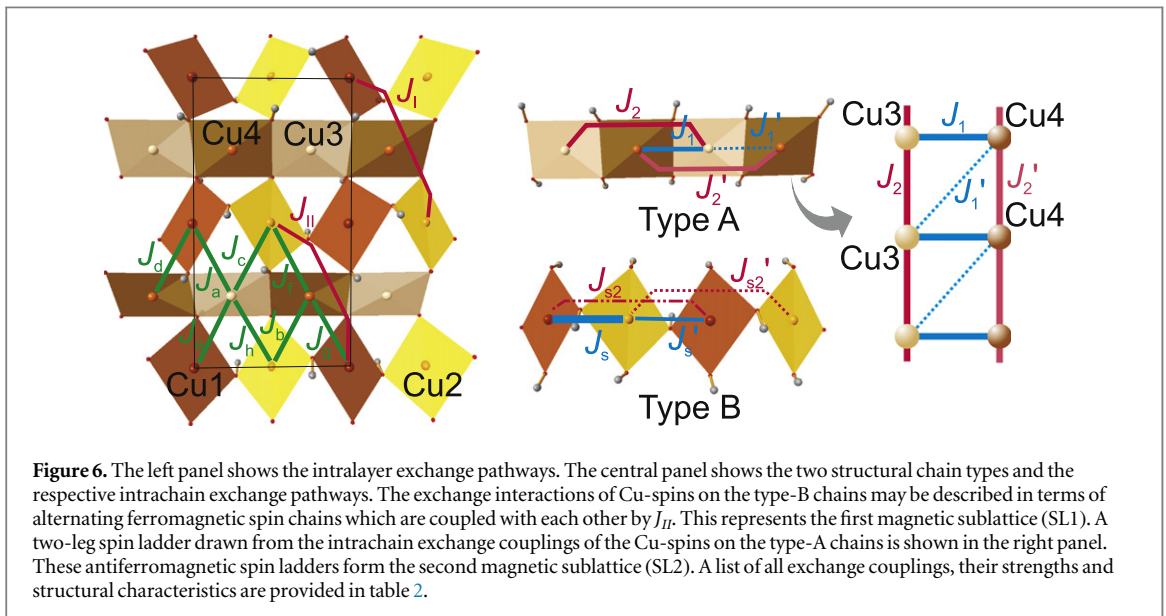 J_I
Cu4 Cu3
J_II
J_d J_a J_c
J_h J_b
Cu1 Cu2
J_2 J_1 J_1'
J_2'
Type A
J_s2 J_s2'
J_s J_s'
Type B
Cu3 J_1 Cu4
J_2 J_1' J_2'
Cu3 Cu4
Figure 6. The left panel shows the intralayer exchange pathways. The central panel shows the two structural chain types and the
respective intrachain exchange pathways. The exchange interactions of Cu-spins on the type-B chains may be described in terms of
alternating ferromagnetic spin chains which are coupled with each other by J_II. This represents the first magnetic sublattice (SL1). A
two-leg spin ladder drawn from the intrachain exchange couplings of the Cu-spins on the type-A chains is shown in the right panel.
These antiferromagnetic spin ladders form the second magnetic sublattice (SL2). A list of all exchange couplings, their strengths and
structural characteristics are provided in table 2.